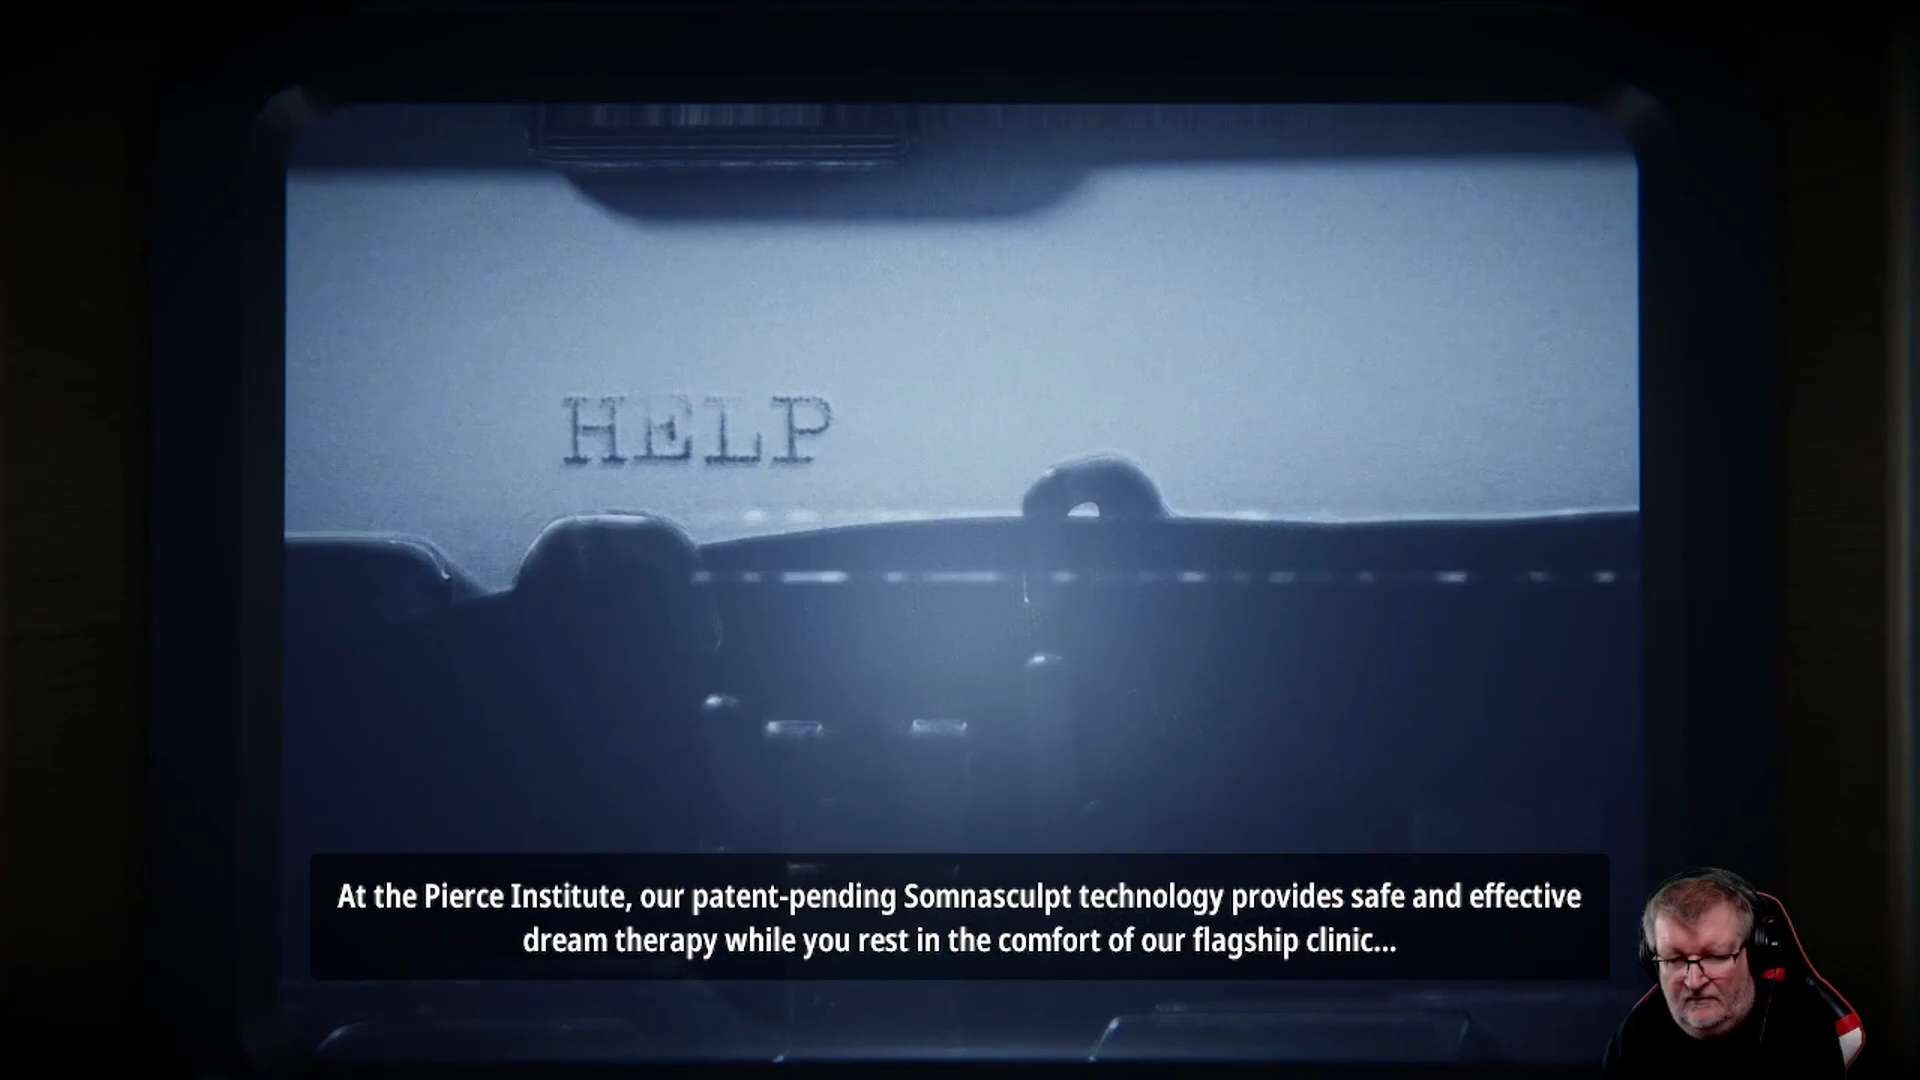 HELP
At the Pierce Institute, our patent-pending Somnasculpt technology provides safe and effective
dream therapy while you rest in the comfort of our flagship clinic...